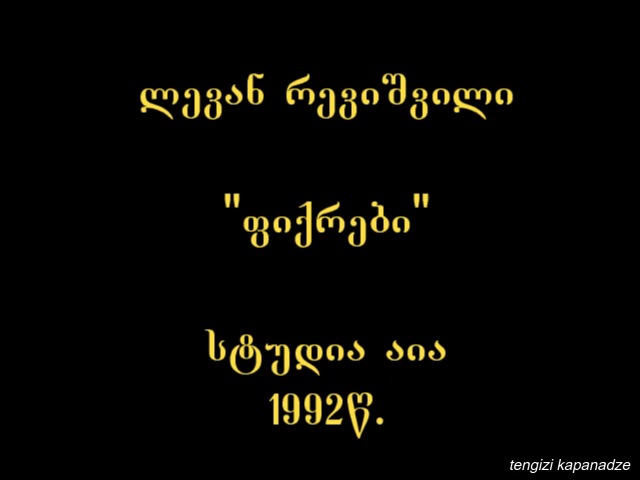 ლევან რევიშვილი
"ფიქრები"
სტუდია აია
1992წ.
tengizi kapanadze